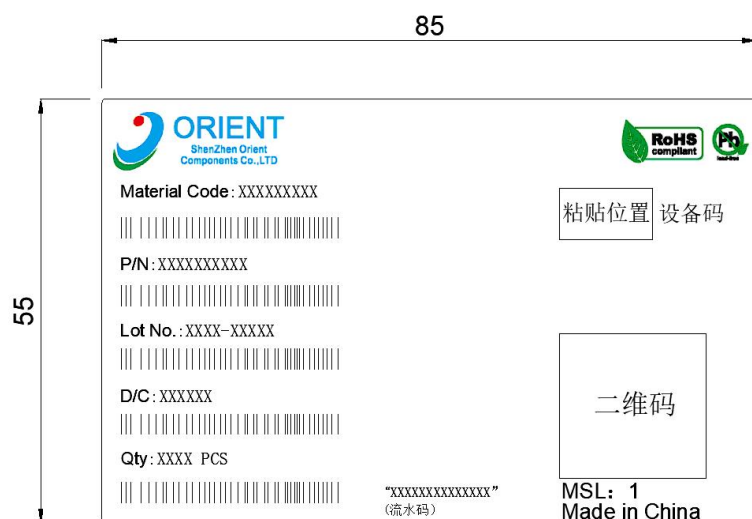 85
55
ORIENT
ShenZhen Orient
Components Co.,LTD
RoHS
compliant
Pb
Material Code: XXXXXXXXX
粘贴位置 设备码
P/N: XXXXXXXXXX
Lot No.: XXXX-XXXXX
D/C: XXXXXX
二维码
Qty: XXXX PCS
“XXXXXXXXXXXXXX”
(流水码)
MSL: 1
Made in China